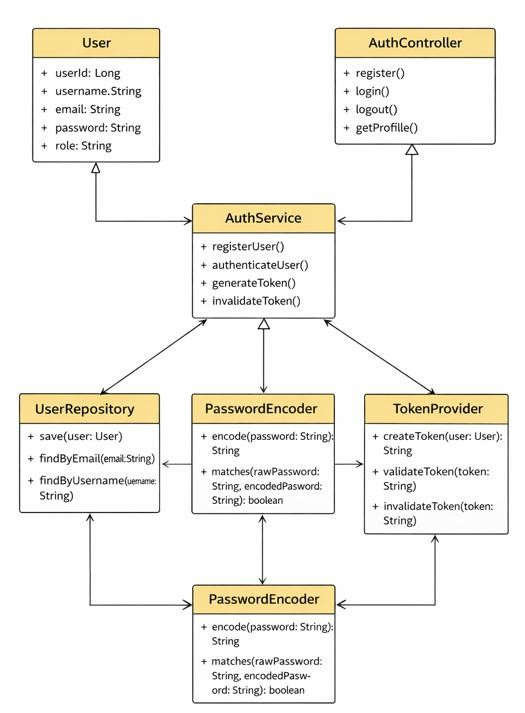 User
+ userId: Long
+ username.String
+ email: String
+ password: String
+ role: String
AuthController
+ register()
+ login()
+ logout()
+ getProfille()
AuthService
+ registerUser()
+ authenticateUser()
+ generateToken()
+ invalidateToken()
UserRepository
+ save(user: User)
+ findByEmail(email:String)
+ findByUsername(uemame:
String)
PasswordEncoder
+ encode(password: String):
String
+ matches(rawPassword:
String, encodedPasword:
String): boolean
TokenProvider
+ createToken(user: User):
String
+ validateToken(token:
String)
+ invalidateToken(token:
String)
PasswordEncoder
+ encode(password: String):
String
+ matches(rawPassword:
String, encodedPasw-
ord: String): boolean